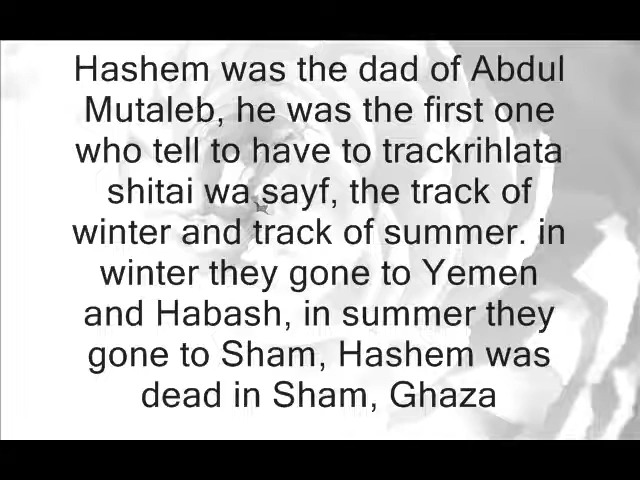 Hashem was the dad of Abdul
Mutaleb, he was the first one
who tell to have to trackrihlata
shitai wa sayf, the track of
winter and track of summer. in
winter they gone to Yemen
and Habash, in summer they
gone to Sham, Hashem was
dead in Sham, Ghaza